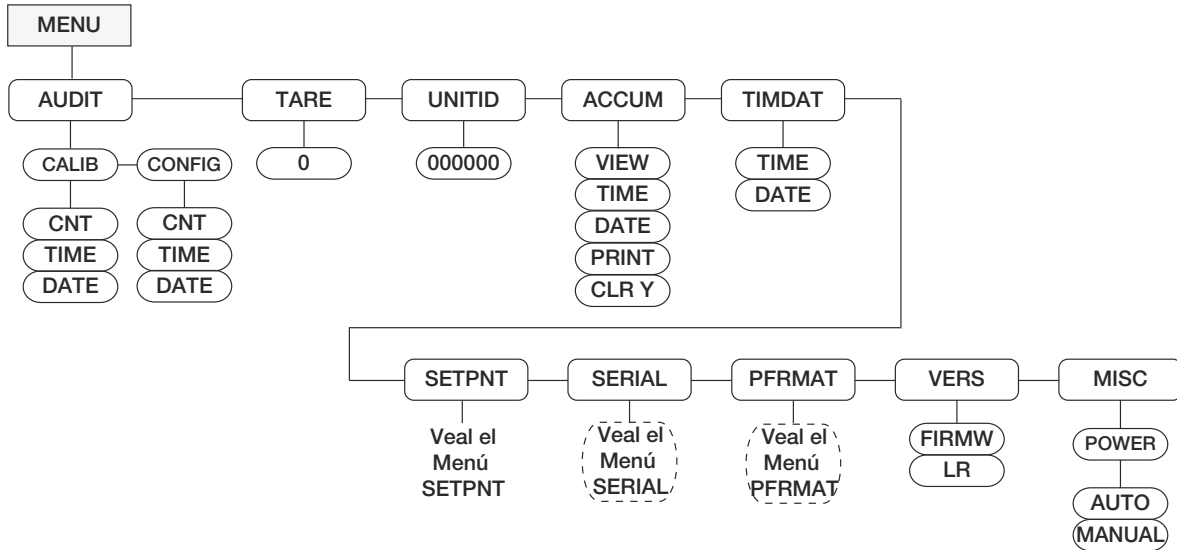 MENU
AUDIT TARE UNITID ACCUM TIMDAT
CALIB CONFIG 0 000000 VIEW TIME
TIME DATE
CNT CNT
DATE
TIME TIME
PRINT
DATE DATE
CLR Y
SETPNT SERIAL PFRMAT VERS MISC
Veal el Veal el Veal el FIRMW POWER
Menú Menú Menú
SETPNT SERIAL PFRMAT LR
AUTO
MANUAL